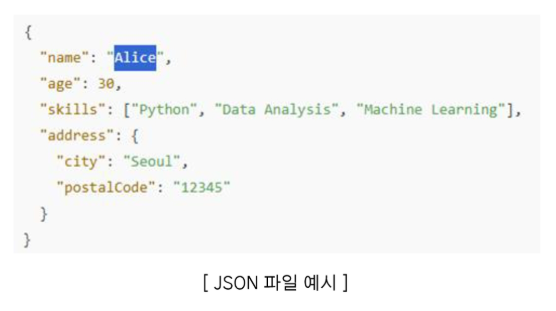 {
  "name": "Alice",
  "age": 30,
  "skills": ["Python", "Data Analysis", "Machine Learning"],
  "address": {
    "city": "Seoul",
    "postalCode": "12345"
  }
}
[ JSON 파일 예시 ]